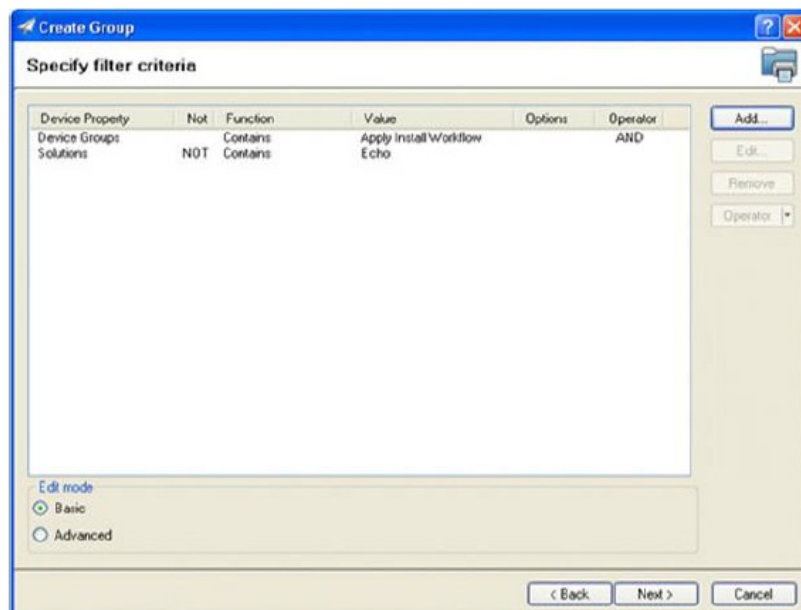 Create Group
Specify filter criteria
Device Property Not Function Value Options Operator
Device Groups Contains Apply Install Workflow AND
Solutions NOT Contains Echo
Add...
Edit...
Remove
Operator
Edit mode
Basic
Advanced
< Back Next > Cancel